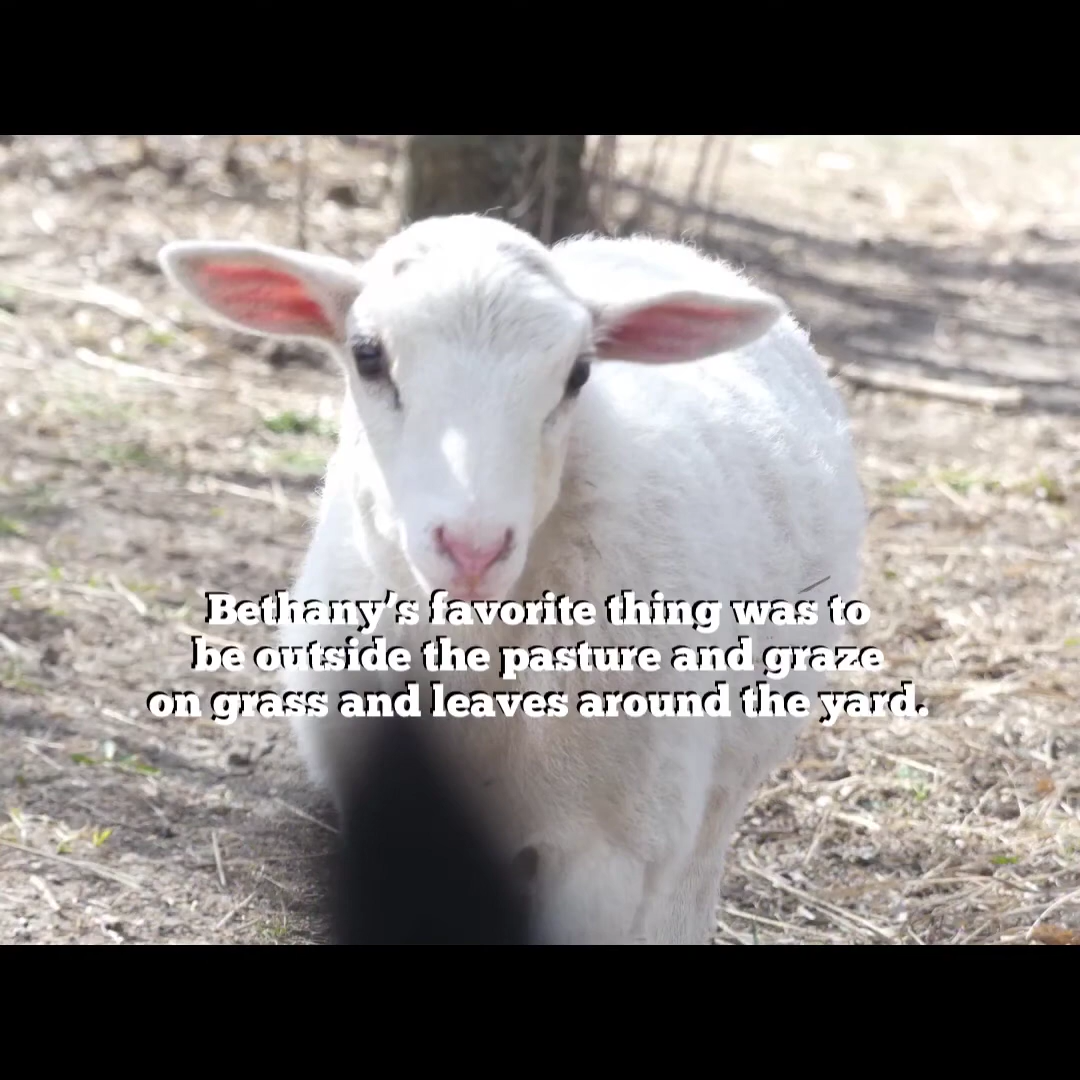 Bethany's favorite thing was to
be outside the pasture and graze
on grass and leaves around the yard.